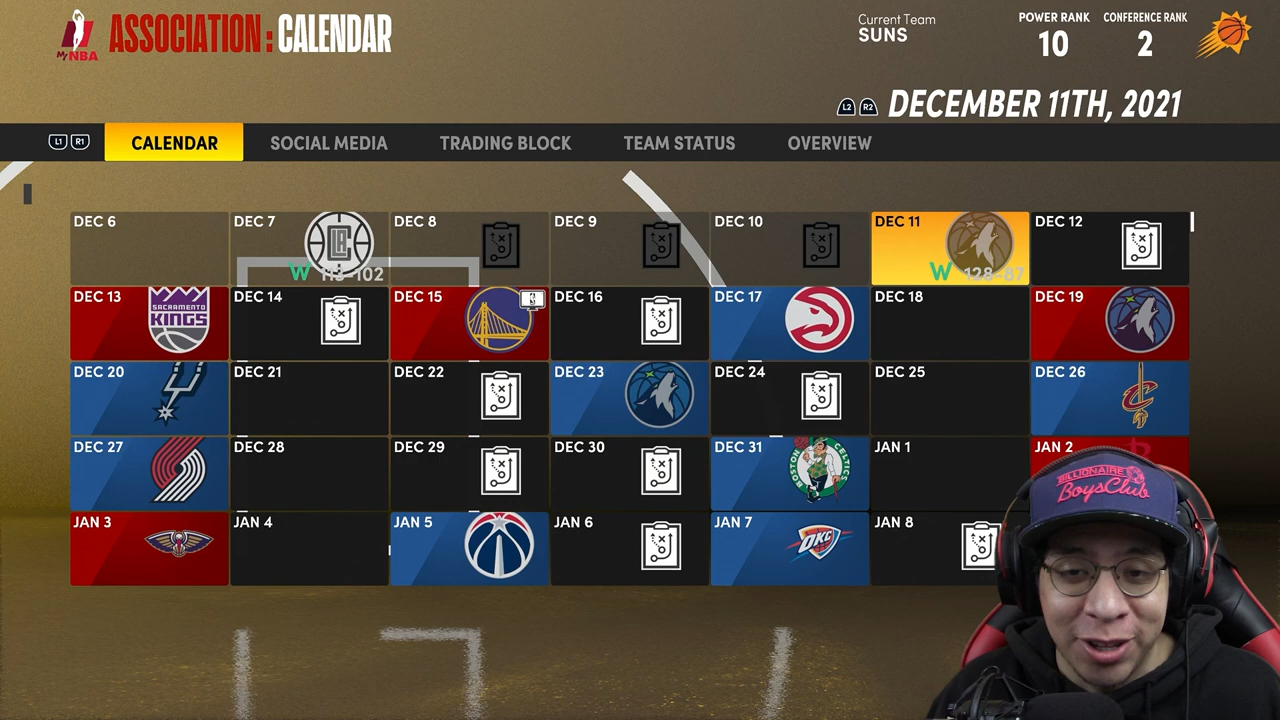 MyNBA
ASSOCIATION: CALENDAR
Current Team
SUNS
POWER RANK
10
CONFERENCE RANK
2
L2 R2 DECEMBER 11TH, 2021
L1 R1 CALENDAR SOCIAL MEDIA TRADING BLOCK TEAM STATUS OVERVIEW
DEC 6 DEC 7 DEC 8 DEC 9 DEC 10 DEC 11 DEC 12
W 113-102 W 128-87
DEC 13 DEC 14 DEC 15 DEC 16 DEC 17 DEC 18 DEC 19
SACRAMENTO
KINGS
DEC 20 DEC 21 DEC 22 DEC 23 DEC 24 DEC 25 DEC 26
DEC 27 DEC 28 DEC 29 DEC 30 DEC 31 JAN 1 JAN 2
BOSTON CELTICS
JAN 3 JAN 4 JAN 5 JAN 6 JAN 7 JAN 8
OKC
BILLIONAIRE
BoysClub